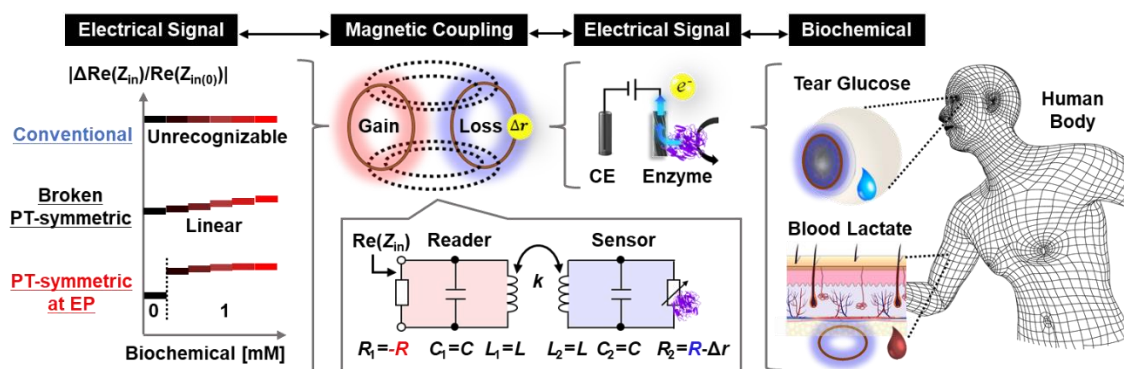 Electrical Signal
Magnetic Coupling
Electrical Signal
Biochemical
|ΔRe(Zin)/Re(Zin(0))|
Conventional
Unrecognizable
Broken
PT-symmetric
Linear
PT-symmetric
at EP
0
1
Biochemical [mM]
Gain
Loss
Δr
e-
CE
Enzyme
Re(Zin)
Reader
Sensor
k
R1=-R
C1=C
L1=L
L2=L
C2=C
R2=R-Δr
Tear Glucose
Human
Body
Blood Lactate